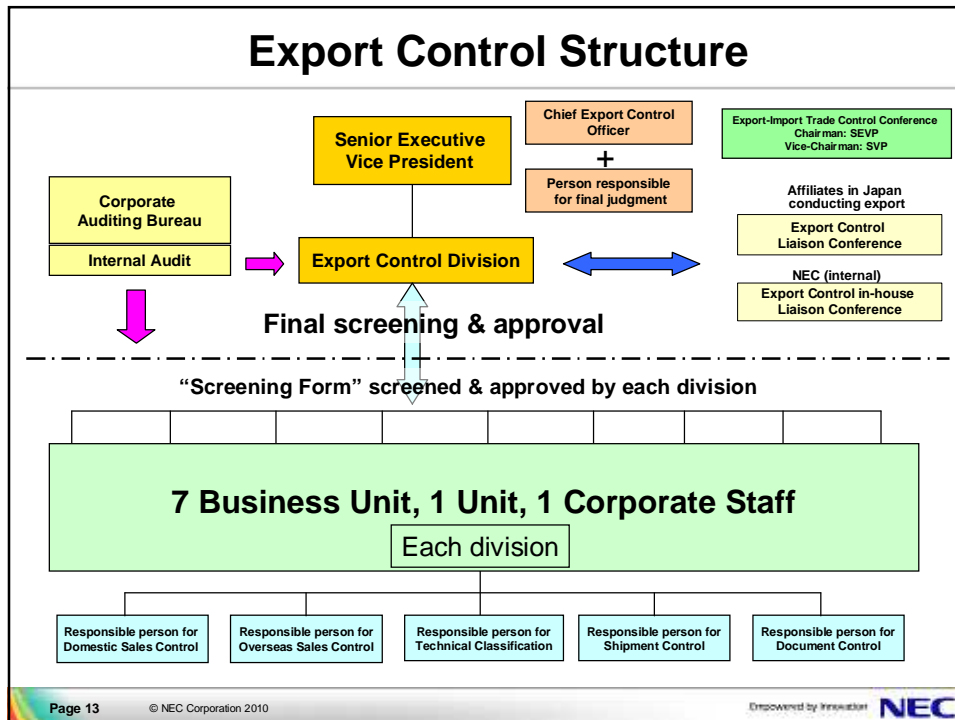 Export Control Structure
Senior Executive
Vice President
Chief Export Control
Officer
+
Person responsible
for final judgment
Export-Import Trade Control Conference
Chairman: SEVP
Vice-Chairman: SVP
Corporate
Auditing Bureau
Internal Audit
Export Control Division
Affiliates in Japan
conducting export
Export Control
Liaison Conference
NEC (internal)
Export Control in-house
Liaison Conference
Final screening & approval
“Screening Form” screened & approved by each division
7 Business Unit, 1 Unit, 1 Corporate Staff
Each division
Responsible person for
Domestic Sales Control
Responsible person for
Overseas Sales Control
Responsible person for
Technical Classification
Responsible person for
Shipment Control
Responsible person for
Document Control
Page 13
© NEC Corporation 2010
Empowered by Innovation
NEC